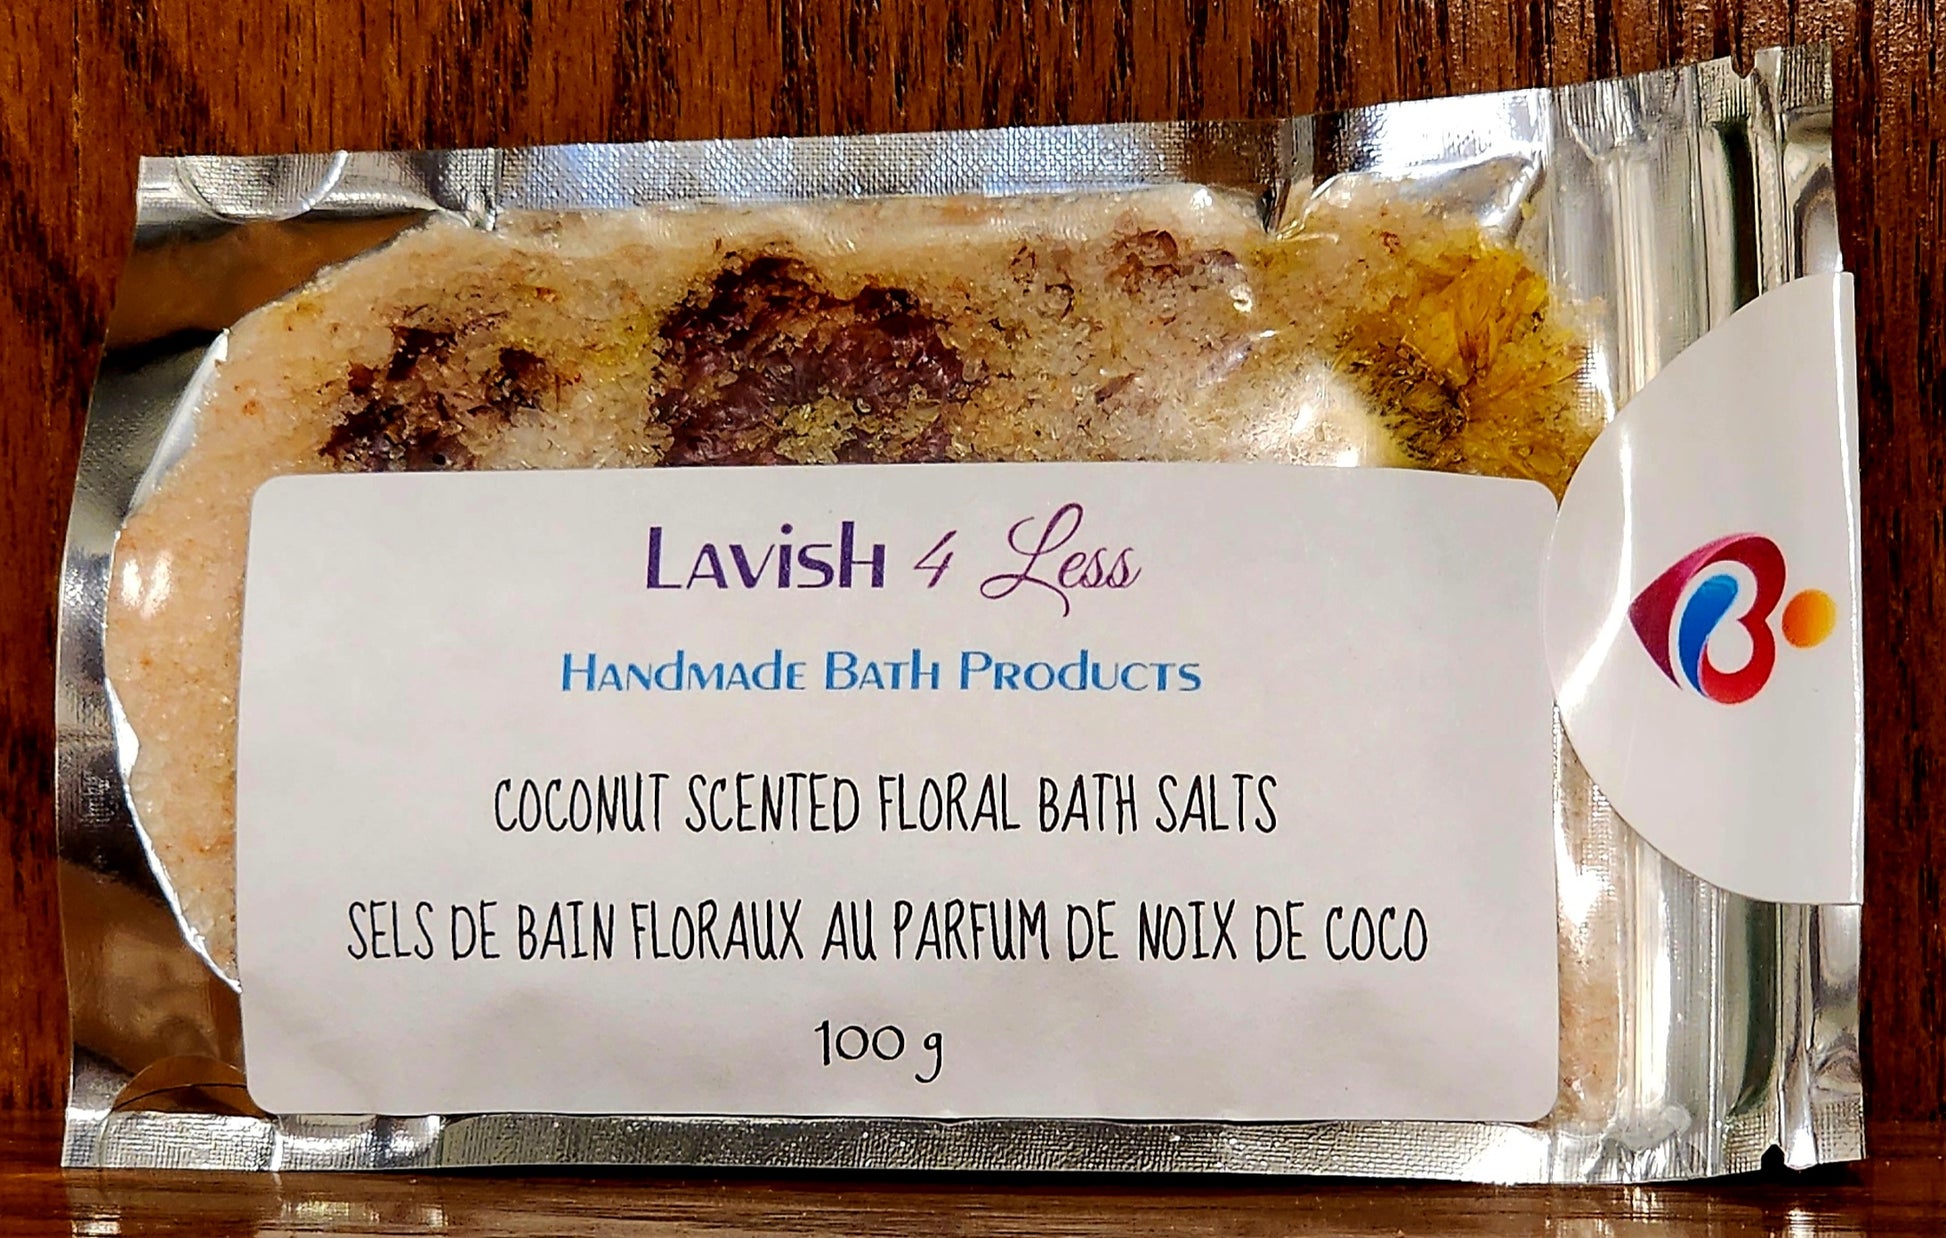 Lavish 4 Less
Handmade Bath Products
COCONUT SCENTED FLORAL BATH SALTS
SELS DE BAIN FLORAUX AU PARFUM DE NOIX DE COCO
100 g